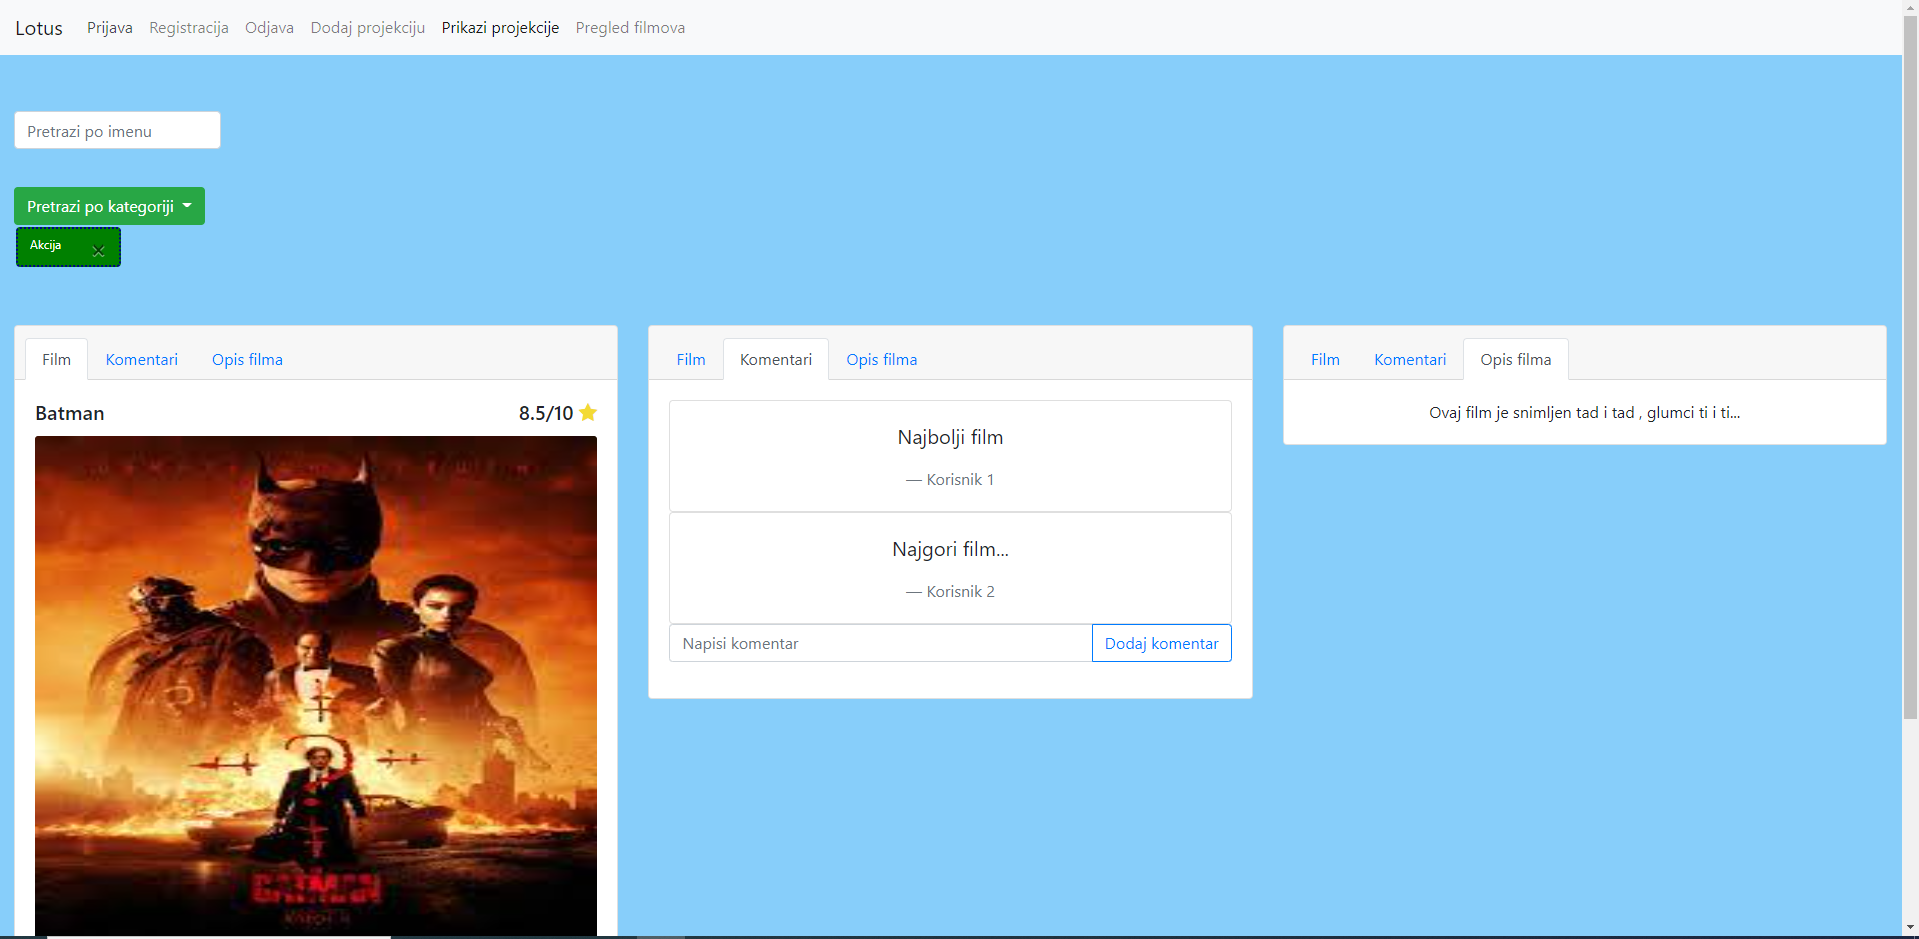 Lotus Prijava Registracija Odjava Dodaj projekciju Prikazi projekcije Pregled filmova
Pretrazi po imenu
Pretrazi po kategoriji
Akcija
Film Komentari Opis filma
Batman 8.5/10
BATMAN
Film Komentari Opis filma
Najbolji film
— Korisnik 1
Najgori film...
— Korisnik 2
Napisi komentar Dodaj komentar
Film Komentari Opis filma
Ovaj film je snimljen tad i tad , glumci ti i ti...